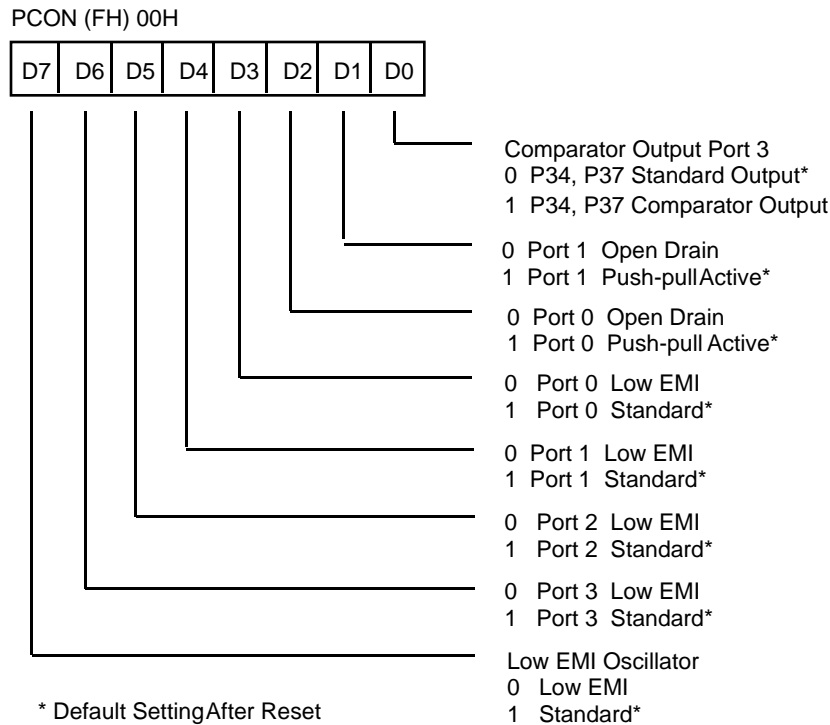 PCON (FH) 00H
D7 D6 D5 D4 D3 D2 D1 D0
Comparator Output Port 3
0 P34, P37 Standard Output*
1 P34, P37 Comparator Output
0 Port 1 Open Drain
1 Port 1 Push-pull Active*
0 Port 0 Open Drain
1 Port 0 Push-pull Active*
0 Port 0 Low EMI
1 Port 0 Standard*
0 Port 1 Low EMI
1 Port 1 Standard*
0 Port 2 Low EMI
1 Port 2 Standard*
0 Port 3 Low EMI
1 Port 3 Standard*
Low EMI Oscillator
0 Low EMI
1 Standard*
* Default Setting After Reset